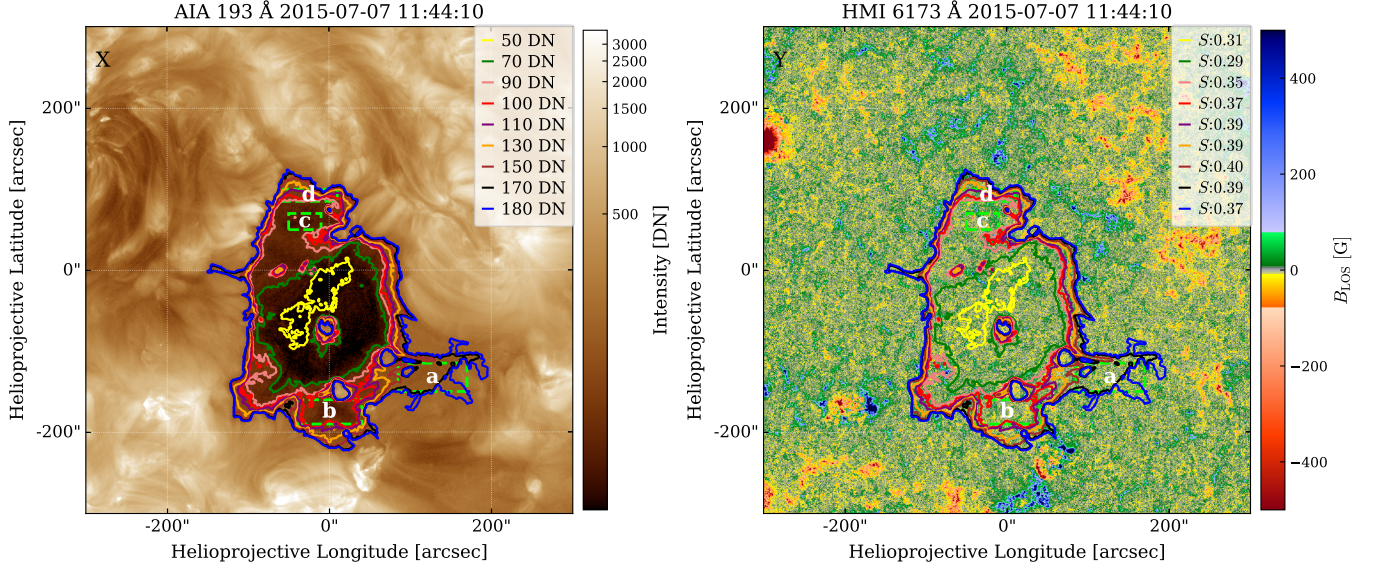 AIA 193 Å 2015-07-07 11:44:10
X
50 DN
70 DN
90 DN
100 DN
110 DN
130 DN
150 DN
170 DN
180 DN
d
c
a
b
200"
0"
-200"
-200"
0"
200"
Helioprojective Latitude [arcsec]
Helioprojective Longitude [arcsec]
3000
2500
2000
1500
1000
500
Intensity [DN]
HMI 6173 Å 2015-07-07 11:44:10
Y
S:0.31
S:0.29
S:0.35
S:0.37
S:0.39
S:0.39
S:0.40
S:0.39
S:0.37
d
c
a
b
200"
0"
-200"
-200"
0"
200"
Helioprojective Latitude [arcsec]
Helioprojective Longitude [arcsec]
400
200
0
−200
−400
B_LOS [G]